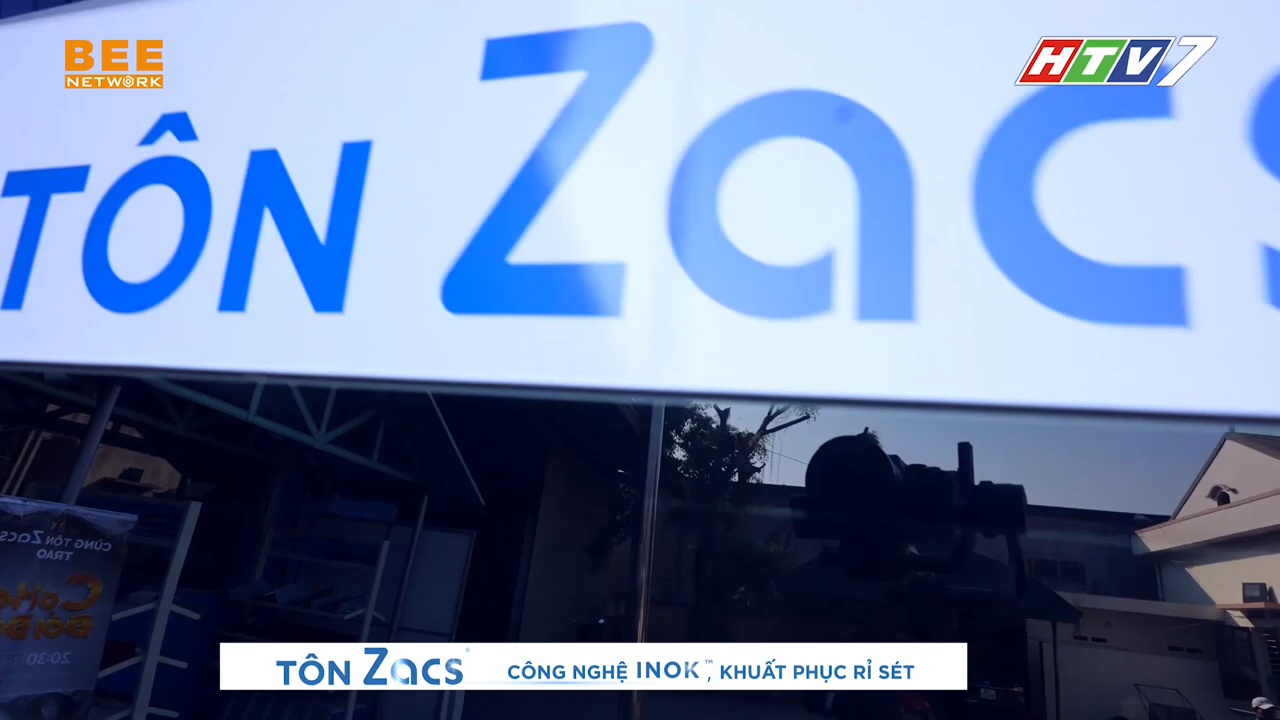 BEE
NETWORK
HTV7
TÔN Zacs
CÙNG TÔN Zacs
TRAO
20:30
TÔN Zacs®
CÔNG NGHỆ INOK™, KHUẤT PHỤC RỈ SÉT